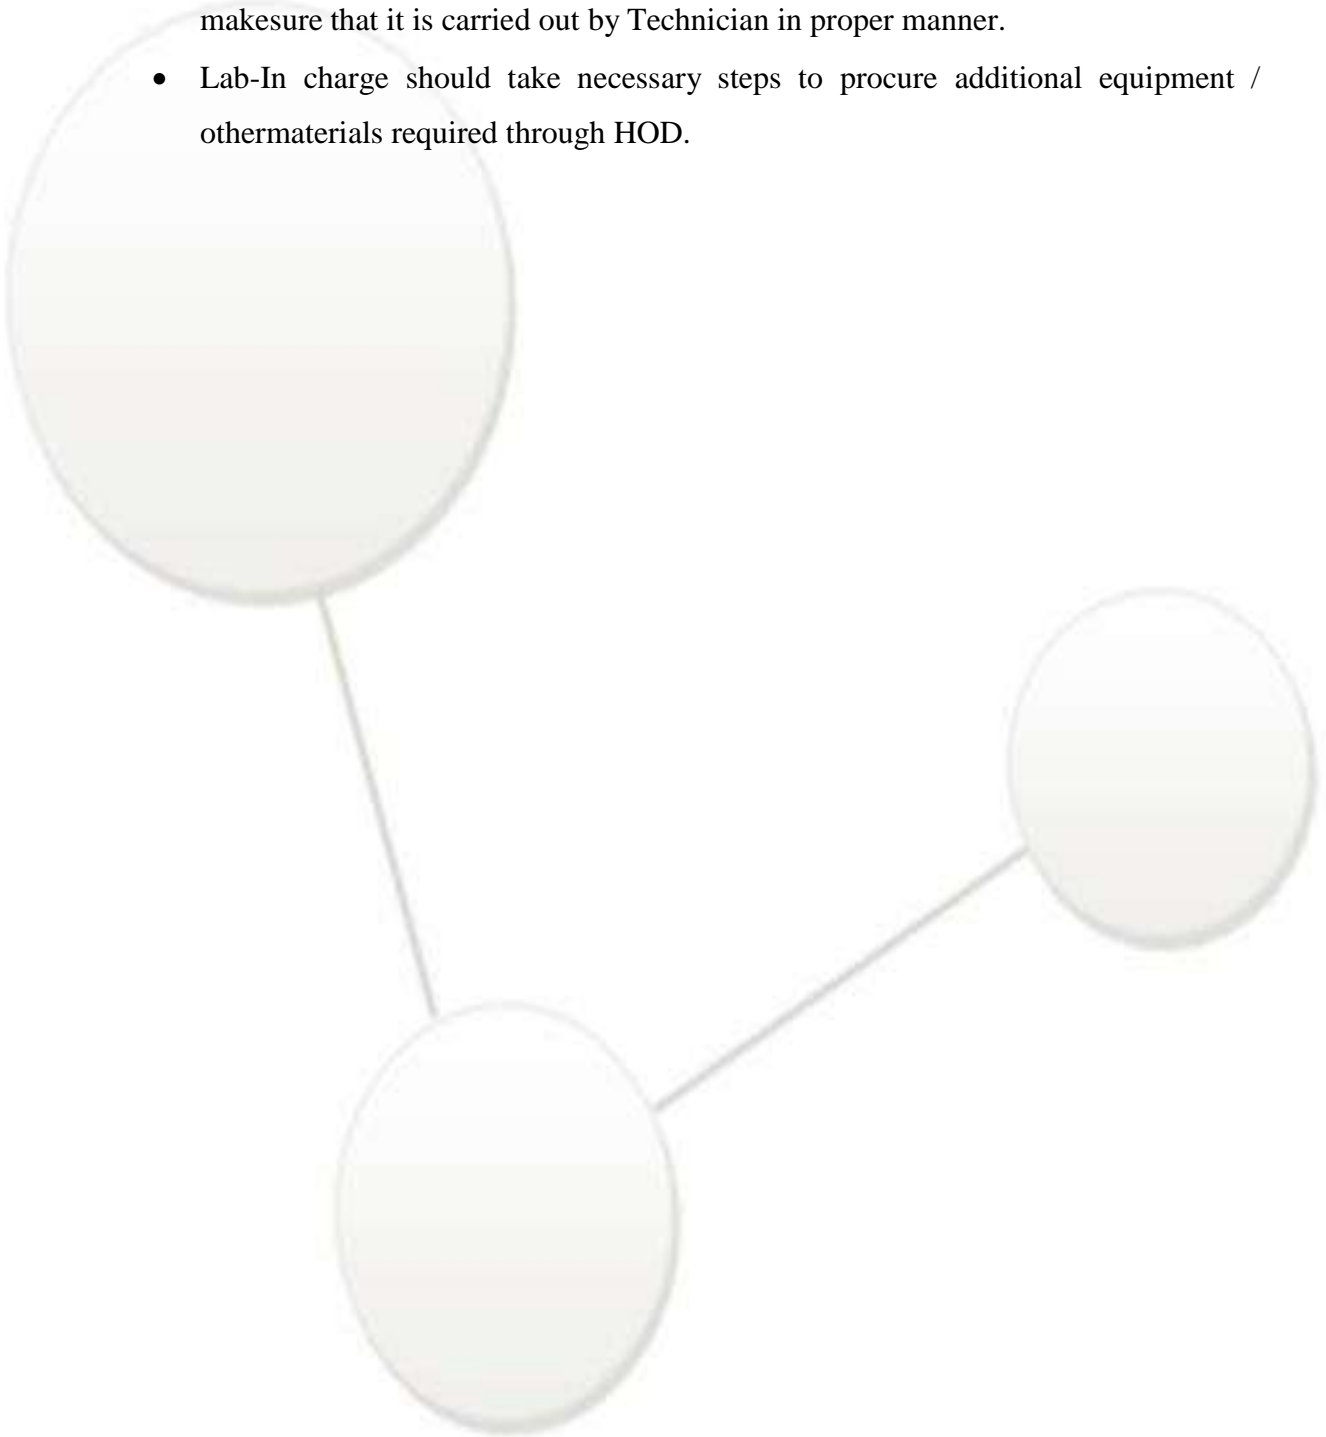 makesure that it is carried out by Technician in proper manner.
• Lab-In charge should take necessary steps to procure additional equipment /
othermaterials required through HOD.